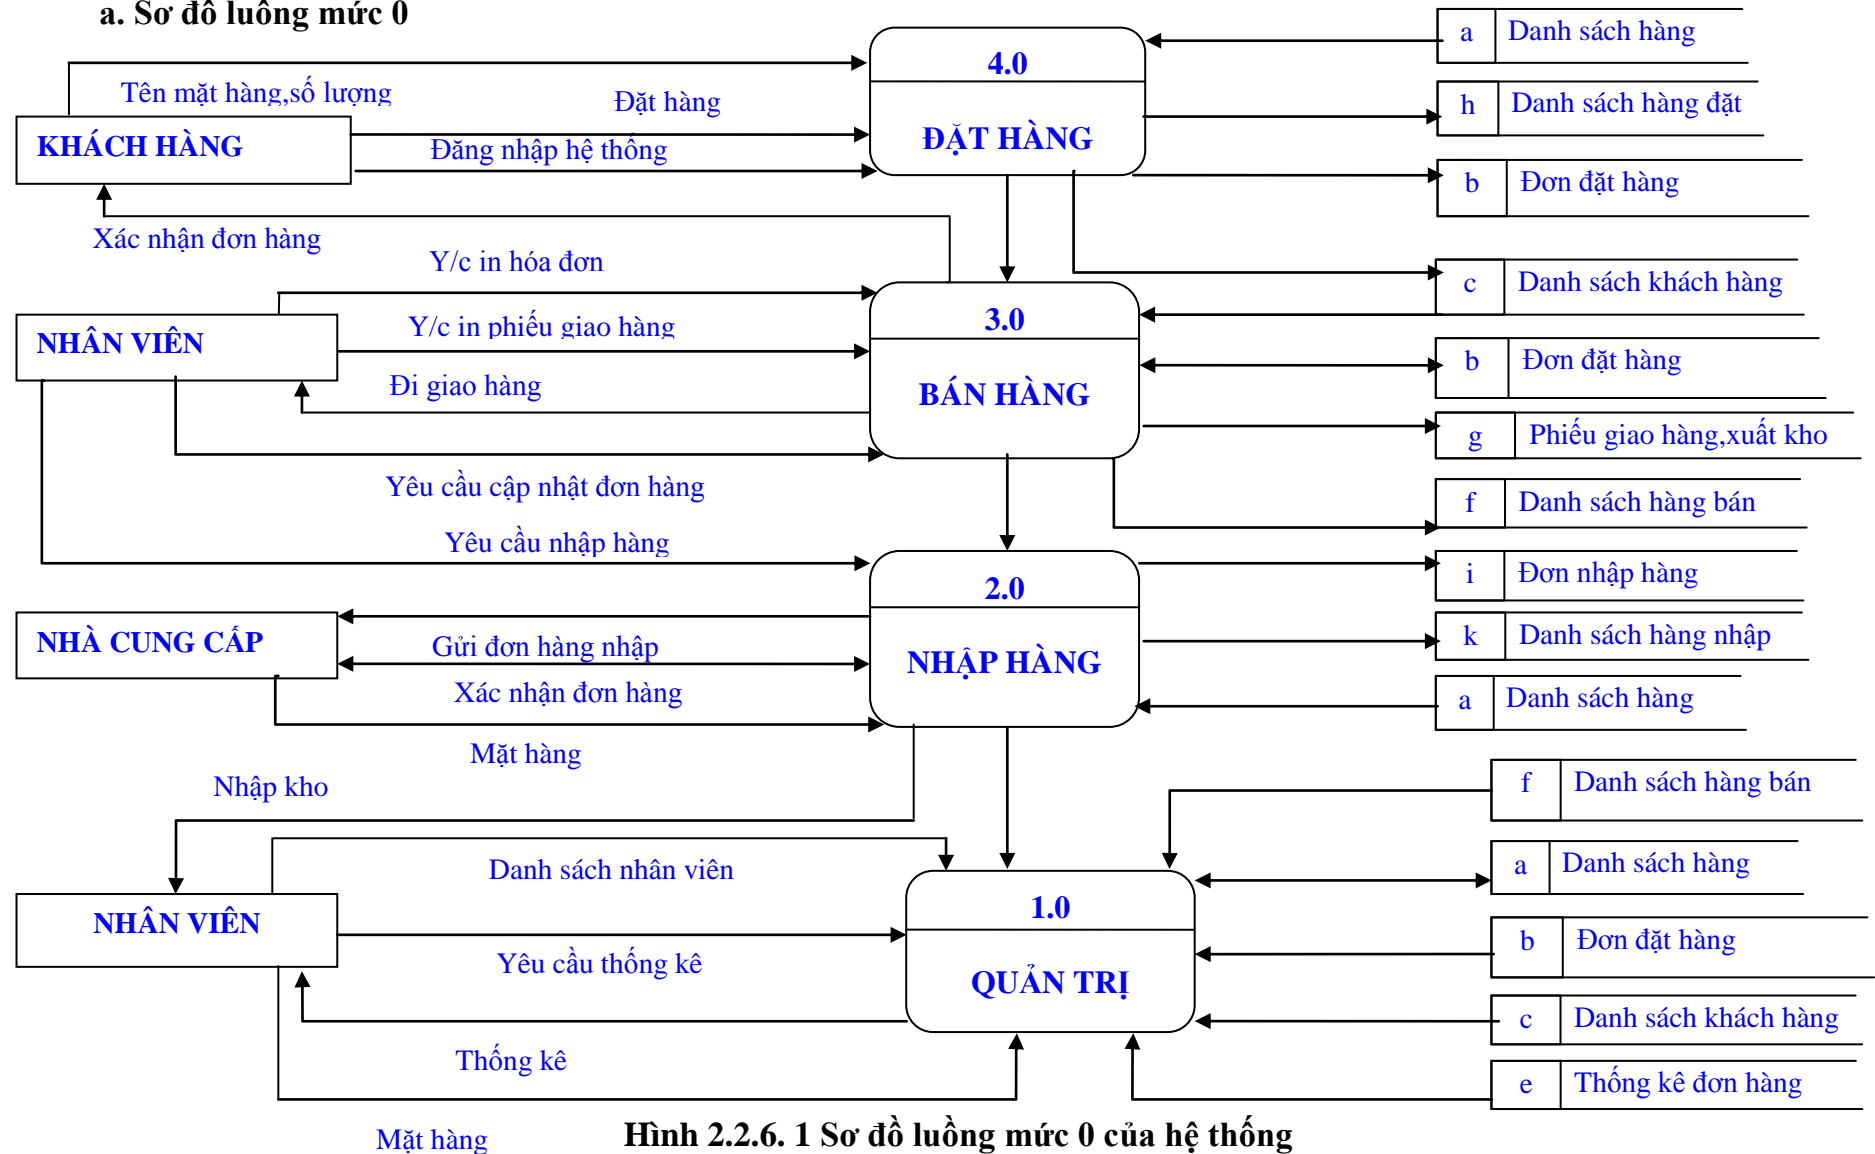 a. Sơ đồ luồng mức 0
a Danh sách hàng
4.0
Tên mặt hàng,số lượng
Đặt hàng
h Danh sách hàng đặt
KHÁCH HÀNG
Đăng nhập hệ thống
ĐẶT HÀNG
b Đơn đặt hàng
Xác nhận đơn hàng
Y/c in hóa đơn
c Danh sách khách hàng
3.0
Y/c in phiếu giao hàng
NHÂN VIÊN
b Đơn đặt hàng
Đi giao hàng
BÁN HÀNG
g Phiếu giao hàng,xuất kho
Yêu cầu cập nhật đơn hàng
f Danh sách hàng bán
Yêu cầu nhập hàng
i Đơn nhập hàng
2.0
NHÀ CUNG CẤP
Gửi đơn hàng nhập
k Danh sách hàng nhập
NHẬP HÀNG
Xác nhận đơn hàng
a Danh sách hàng
Mặt hàng
Nhập kho
f Danh sách hàng bán
Danh sách nhân viên
a Danh sách hàng
1.0
NHÂN VIÊN
b Đơn đặt hàng
Yêu cầu thống kê
QUẢN TRỊ
c Danh sách khách hàng
Thống kê
e Thống kê đơn hàng
Mặt hàng
Hình 2.2.6. 1 Sơ đồ luồng mức 0 của hệ thống